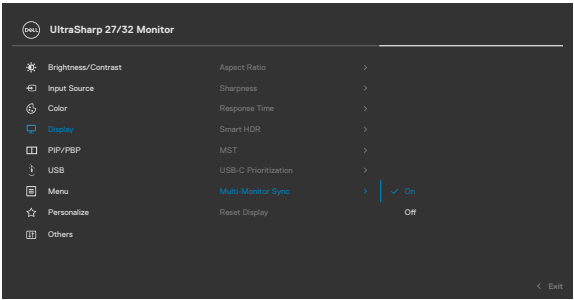 DELL UltraSharp 27/32 Monitor
Brightness/Contrast Aspect Ratio >
Input Source Sharpness >
Color Response Time >
Display Smart HDR >
PIP/PBP MST >
USB USB-C Prioritization >
Menu Multi-Monitor Sync > ✓ On
Personalize Reset Display Off
Others
< Exit